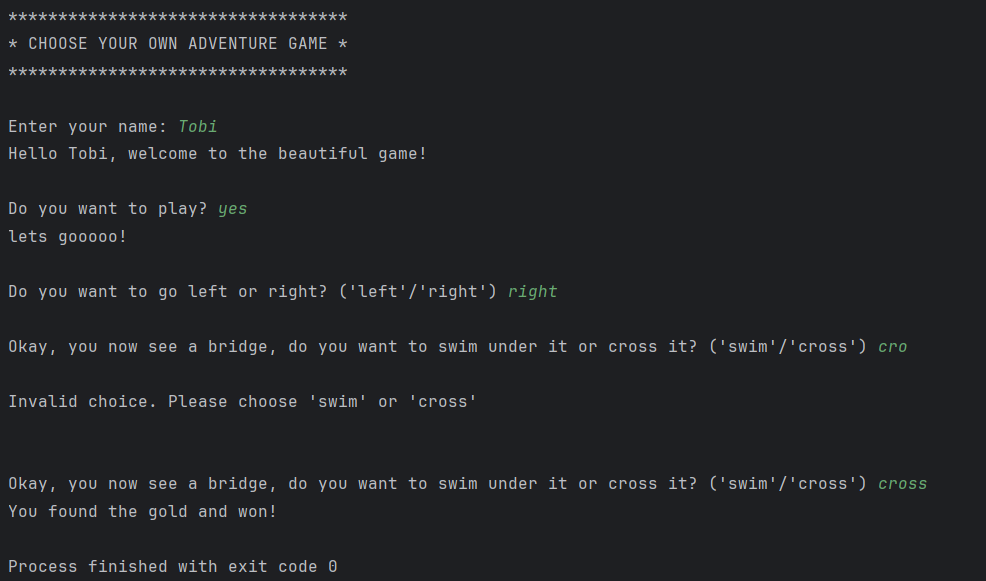 **********************************
* CHOOSE YOUR OWN ADVENTURE GAME *
**********************************
Enter your name: Tobi
Hello Tobi, welcome to the beautiful game!
Do you want to play? yes
lets gooooo!
Do you want to go left or right? ('left'/'right') right
Okay, you now see a bridge, do you want to swim under it or cross it? ('swim'/'cross') cro
Invalid choice. Please choose 'swim' or 'cross'
Okay, you now see a bridge, do you want to swim under it or cross it? ('swim'/'cross') cross
You found the gold and won!
Process finished with exit code 0